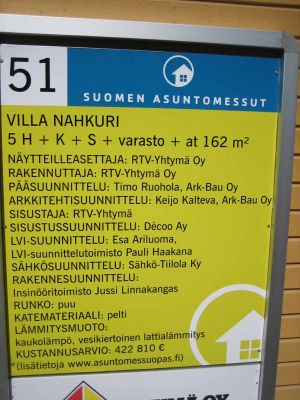 51
SUOMEN ASUNTOMESSUT
VILLA NAHKURI
5 H + K + S + varasto + at 162 m²
NÄYTTEILLEASETTAJA: RTV-Yhtymä Oy
RAKENNUTTAJA: RTV-Yhtymä Oy
PÄÄSUUNNITTELU: Timo Ruohola, Ark-Bau Oy
ARKKITEHTISUUNNITTELU: Keijo Kalteva, Ark-Bau Oy
SISUSTAJA: RTV-Yhtymä
SISUSTUSSUUNNITTELU: Dècoo Ay
LVI-SUUNNITTELU: Esa Ariluoma,
LVI-suunnittelutoimisto Pauli Haakana
SÄHKÖSUUNNITTELU: Sähkö-Tiilola Ky
RAKENNESUUNNITTELU:
Insinööritoimisto Jussi Linnakangas
RUNKO: puu
KATEMATERIAALI: pelti
LÄMMITYSMUOTO:
kaukolämpö, vesikiertoinen lattialämmitys
KUSTANNUSARVIO: 422 810 €
*(lisätietoja www.asuntomessuopas.fi)